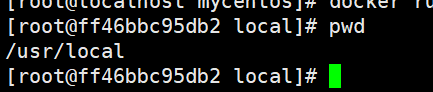 [root@localhost mycentos]# docker ru
[root@ff46bbc95db2 local]# pwd
/usr/local
[root@ff46bbc95db2 local]#